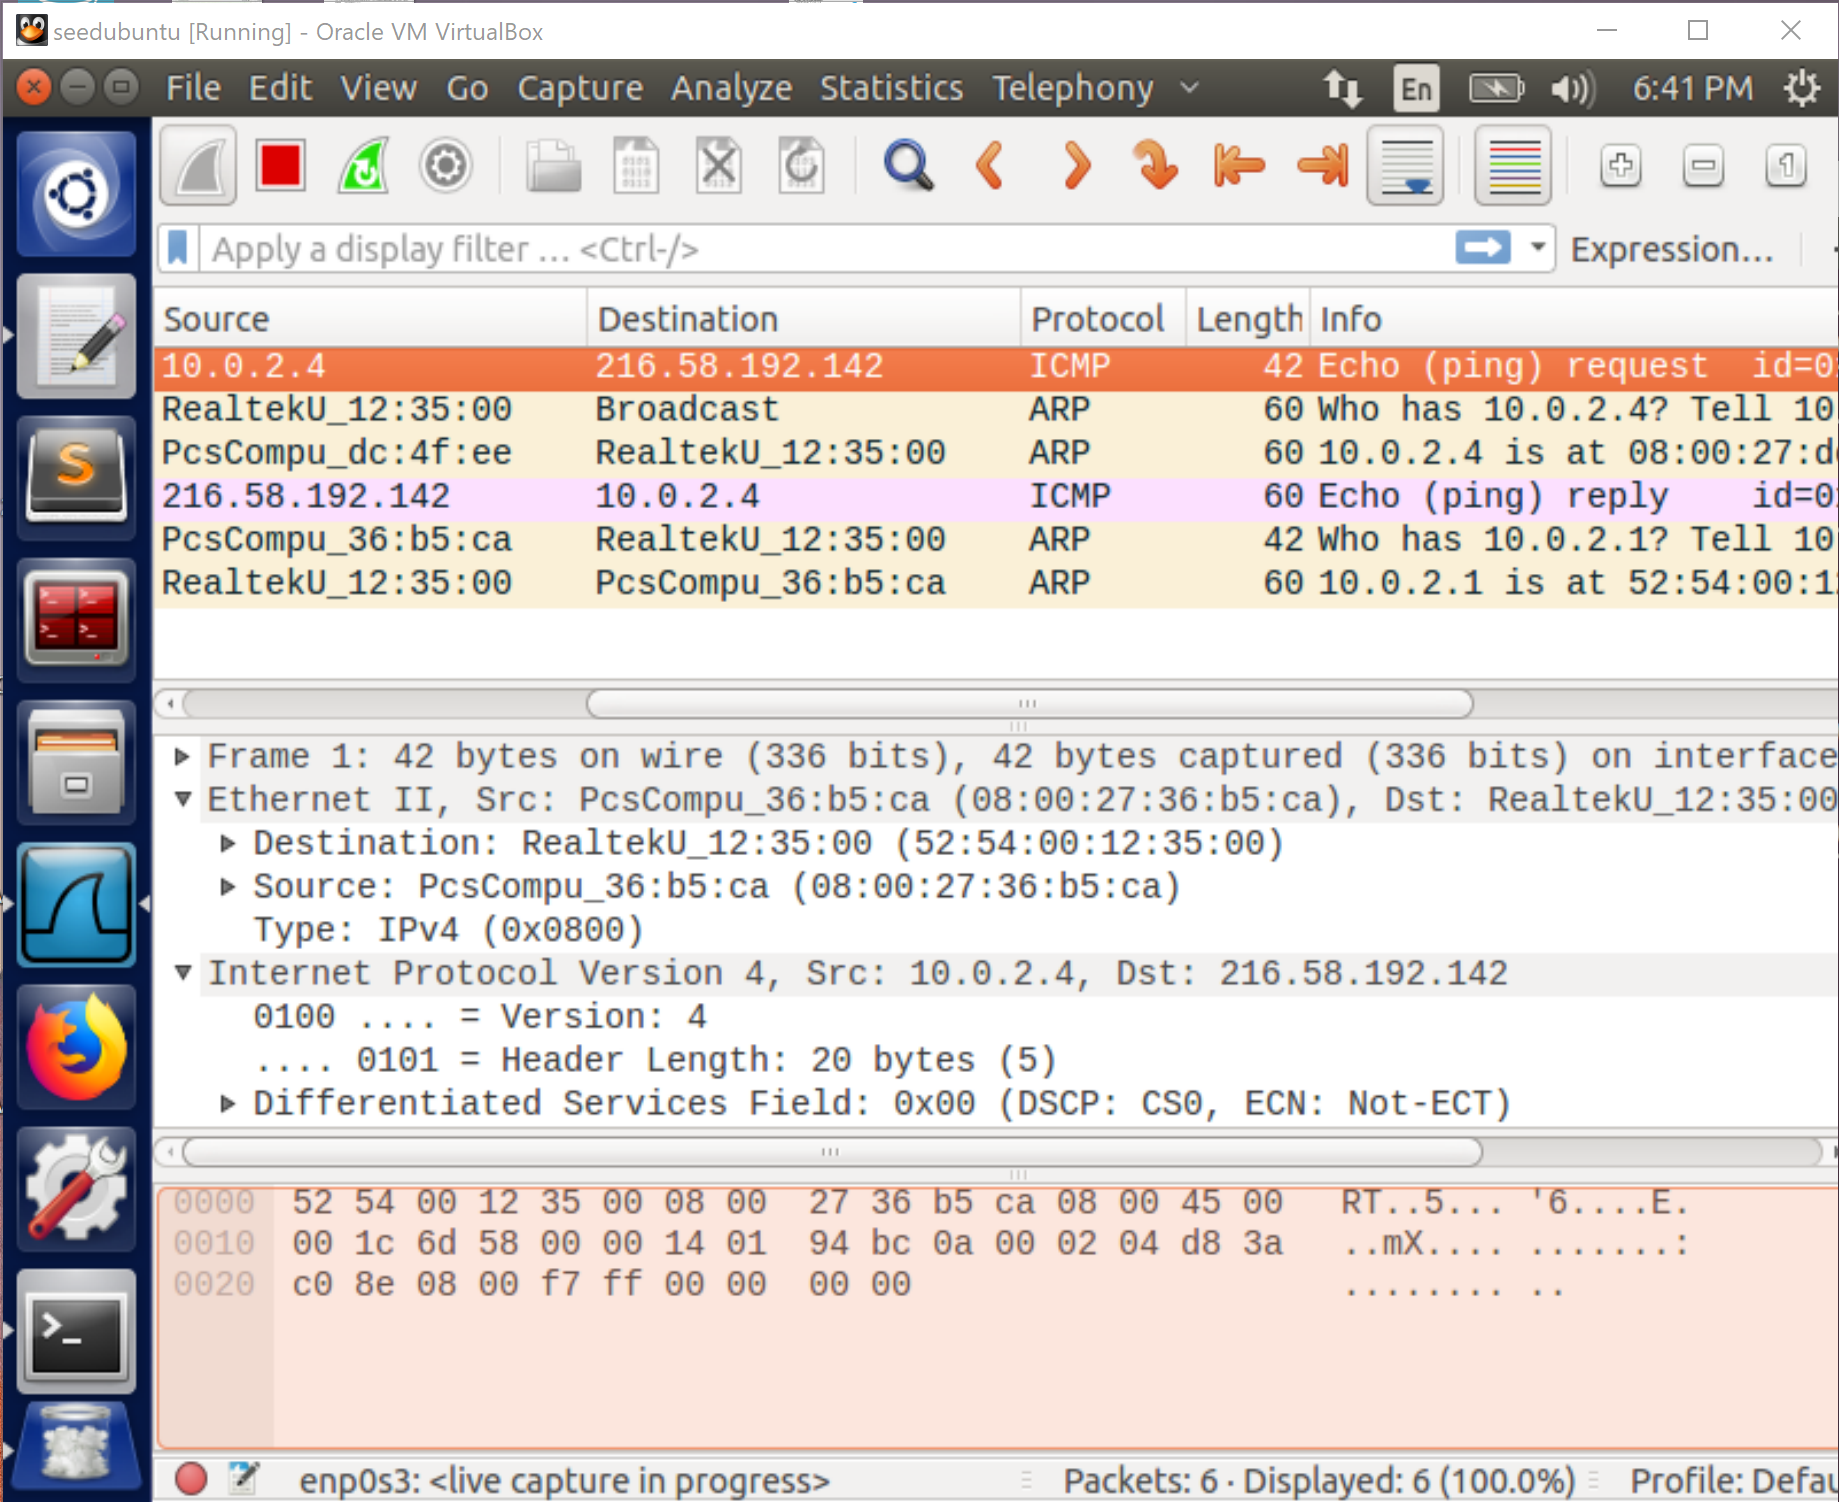 seedubuntu [Running] - Oracle VM VirtualBox
File Edit View Go Capture Analyze Statistics Telephony En 6:41 PM
Apply a display filter ... <Ctrl-/> Expression...
Source Destination Protocol Length Info
10.0.2.4 216.58.192.142 ICMP 42 Echo (ping) request id=0
RealtekU_12:35:00 Broadcast ARP 60 Who has 10.0.2.4? Tell 10
PcsCompu_dc:4f:ee RealtekU_12:35:00 ARP 60 10.0.2.4 is at 08:00:27:d
216.58.192.142 10.0.2.4 ICMP 60 Echo (ping) reply id=0
PcsCompu_36:b5:ca RealtekU_12:35:00 ARP 42 Who has 10.0.2.1? Tell 10
RealtekU_12:35:00 PcsCompu_36:b5:ca ARP 60 10.0.2.1 is at 52:54:00:1
Frame 1: 42 bytes on wire (336 bits), 42 bytes captured (336 bits) on interface
Ethernet II, Src: PcsCompu_36:b5:ca (08:00:27:36:b5:ca), Dst: RealtekU_12:35:00
Destination: RealtekU_12:35:00 (52:54:00:12:35:00)
Source: PcsCompu_36:b5:ca (08:00:27:36:b5:ca)
Type: IPv4 (0x0800)
Internet Protocol Version 4, Src: 10.0.2.4, Dst: 216.58.192.142
0100 .... = Version: 4
.... 0101 = Header Length: 20 bytes (5)
Differentiated Services Field: 0x00 (DSCP: CS0, ECN: Not-ECT)
0000 52 54 00 12 35 00 08 00 27 36 b5 ca 08 00 45 00 RT..5... '6....E.
0010 00 1c 6d 58 00 00 14 01 94 bc 0a 00 02 04 d8 3a ..mX.... .......:
0020 c0 8e 08 00 f7 ff 00 00 00 00 ........ ..
enp0s3: <live capture in progress> Packets: 6 · Displayed: 6 (100.0%) Profile: Defau